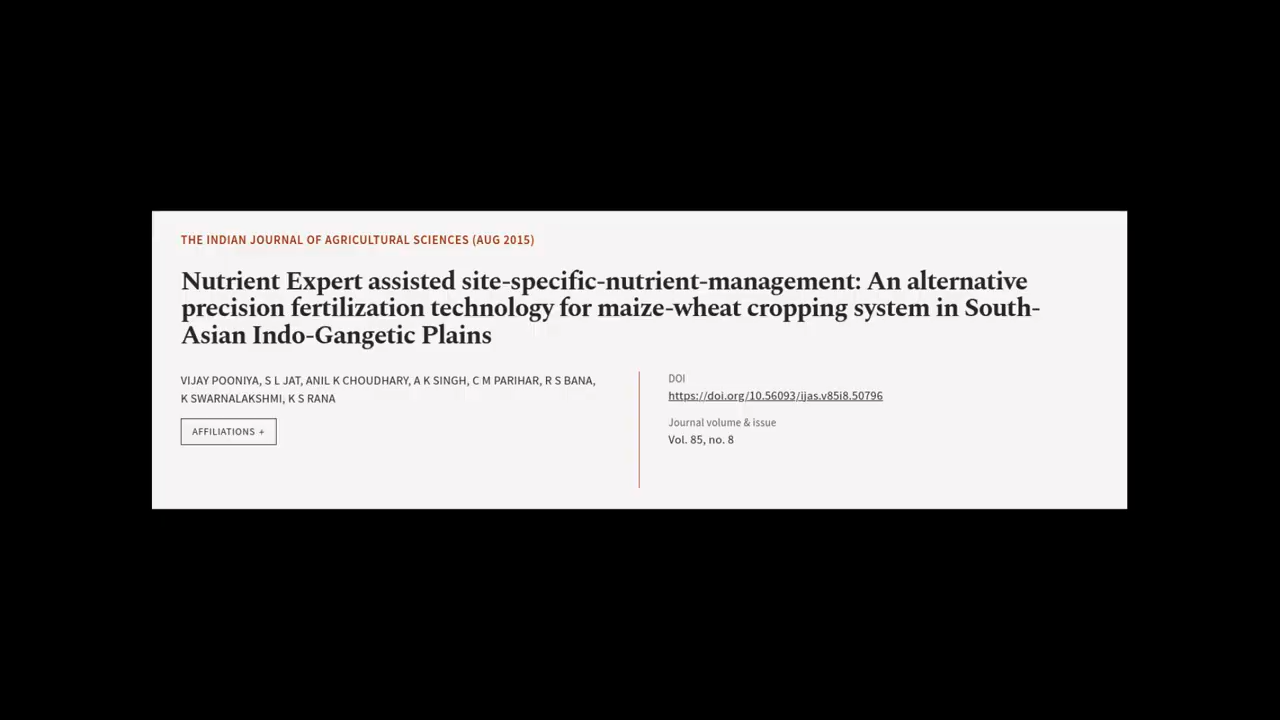 THE INDIAN JOURNAL OF AGRICULTURAL SCIENCES (AUG 2015)
Nutrient Expert assisted site-specific-nutrient-management: An alternative
precision fertilization technology for maize-wheat cropping system in South-
Asian Indo-Gangetic Plains
VIJAY POONIYA, S L JAT, ANIL K CHOUDHARY, A K SINGH, C M PARIHAR, R S BANA,
K SWARNALAKSHMI, K S RANA
AFFILIATIONS +
DOI
https://doi.org/10.56093/ijas.v85i8.50796
Journal volume & issue
Vol. 85, no. 8